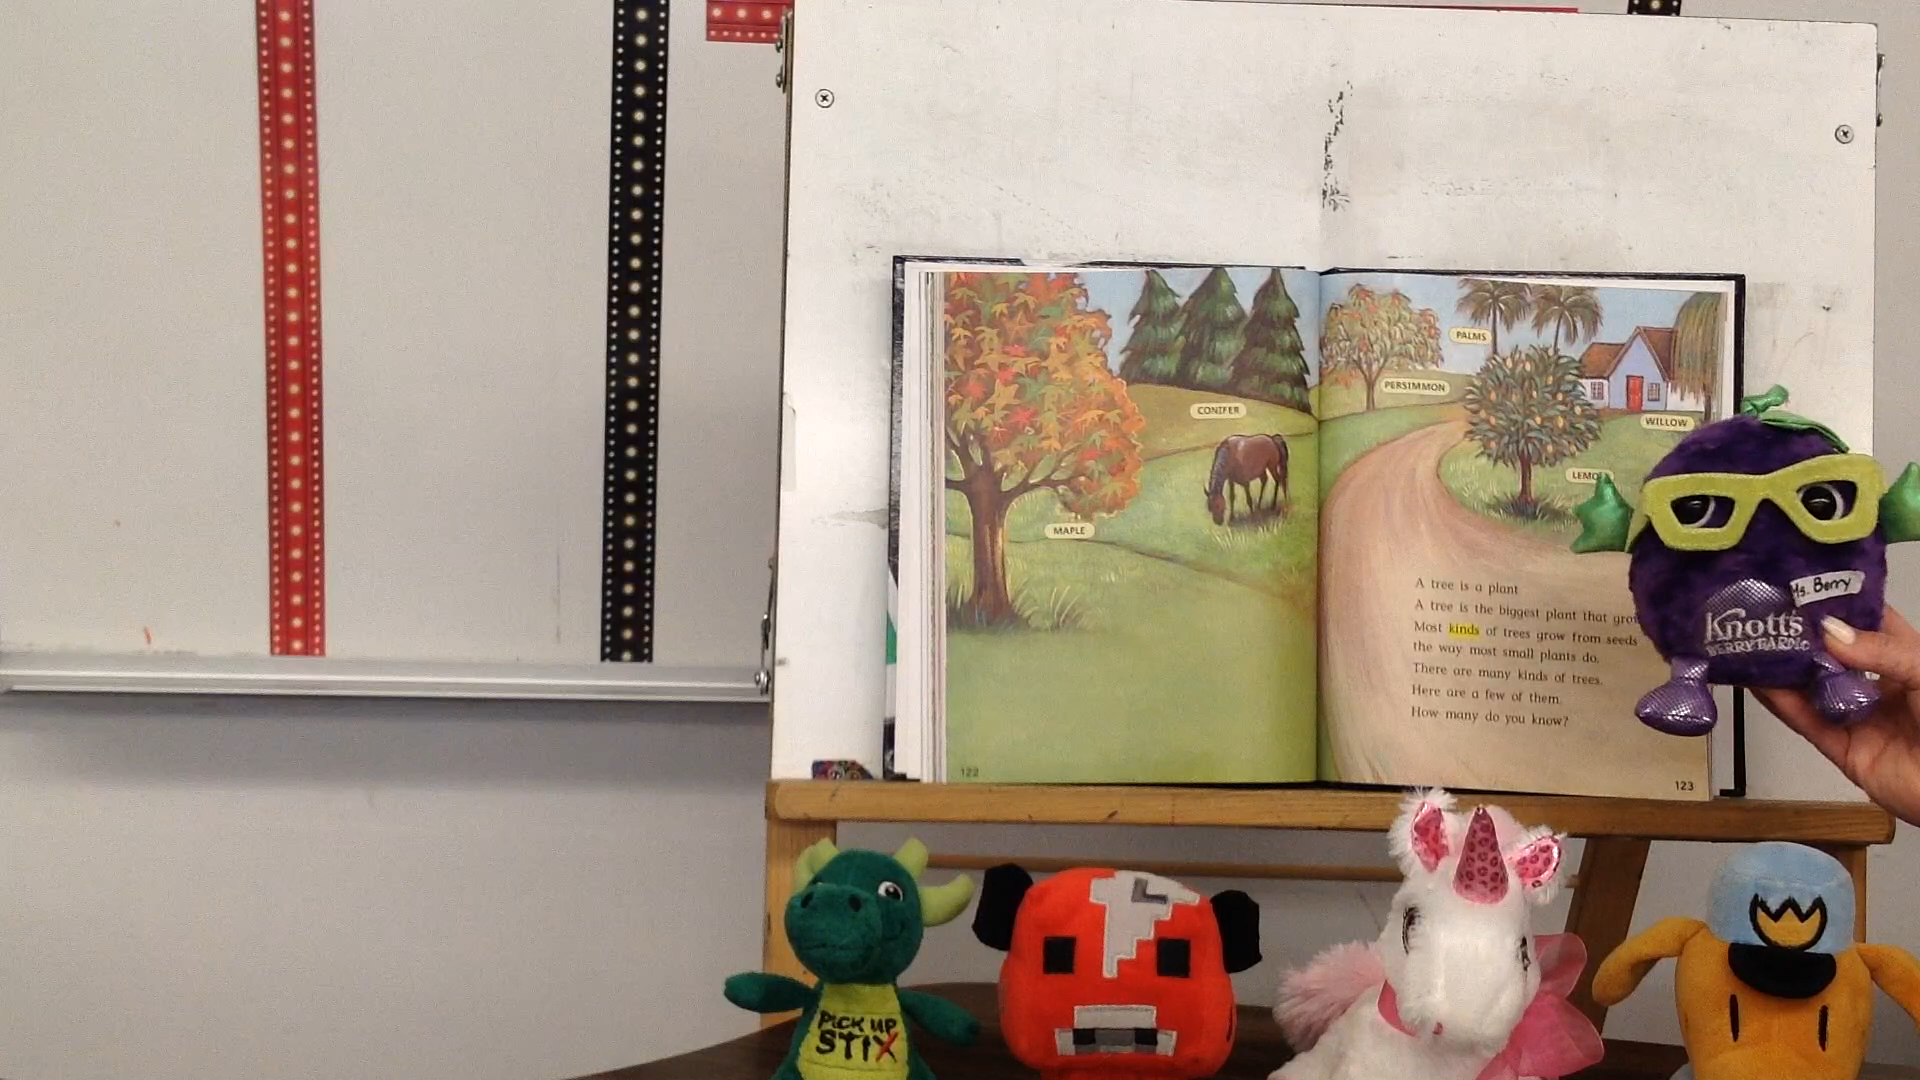 PALMS
PERSIMMON
CONIFER
WILLOW
MAPLE
A tree is a plant
A tree is the biggest plant that
Most kinds of trees grow from seeds
the way most small plants do.
There are many kinds of trees.
Here are a few of them.
How many do you know?
122
123
Ms. Berry
Knott's
BERRY FARM
PICK UP
STIX